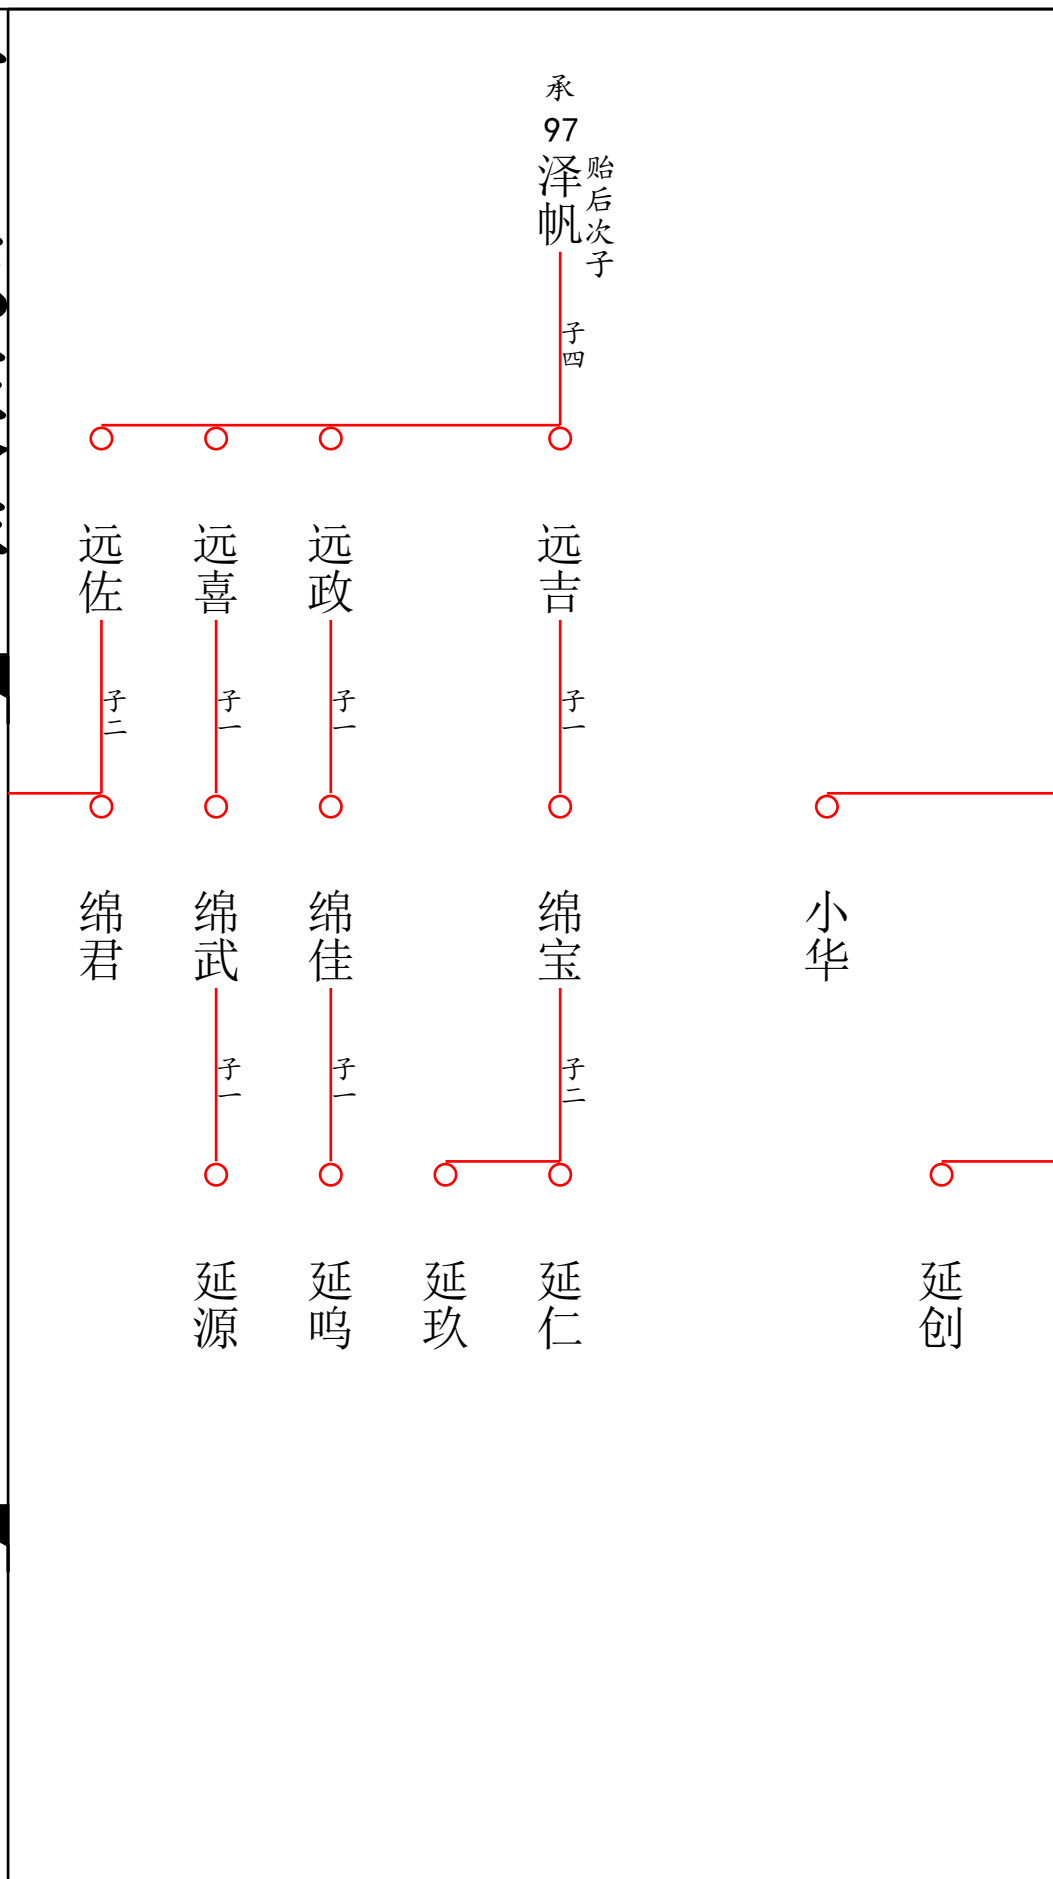 承
97
贻后次子
泽帆
子四
远吉
远政
远喜
远佐
子一
子一
子一
子二
小华
绵宝
绵佳
绵武
绵君
子二
子一
子一
延创
延仁
延玖
延呜
延源